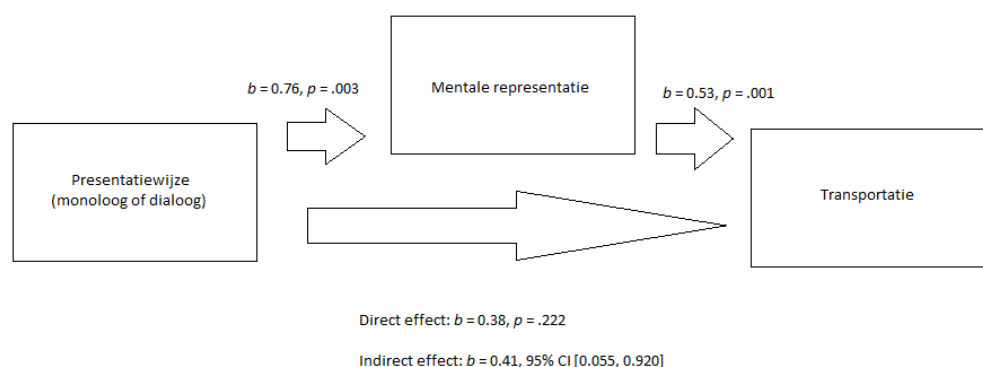 b = 0.76, p = .003
Mentale representatie
b = 0.53, p = .001
Presentatiewijze
(monoloog of dialoog)
Transportatie
Direct effect: b = 0.38, p = .222
Indirect effect: b = 0.41, 95% CI [0.055, 0.920]